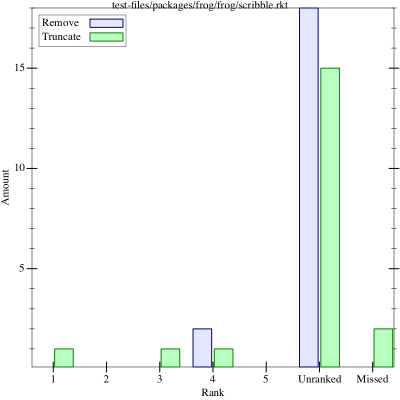 test-files/packages/frog/frog/scribble.rkt
Remove
Truncate
15
10
5
Amount
1 2 3 4 5 Unranked Missed
Rank